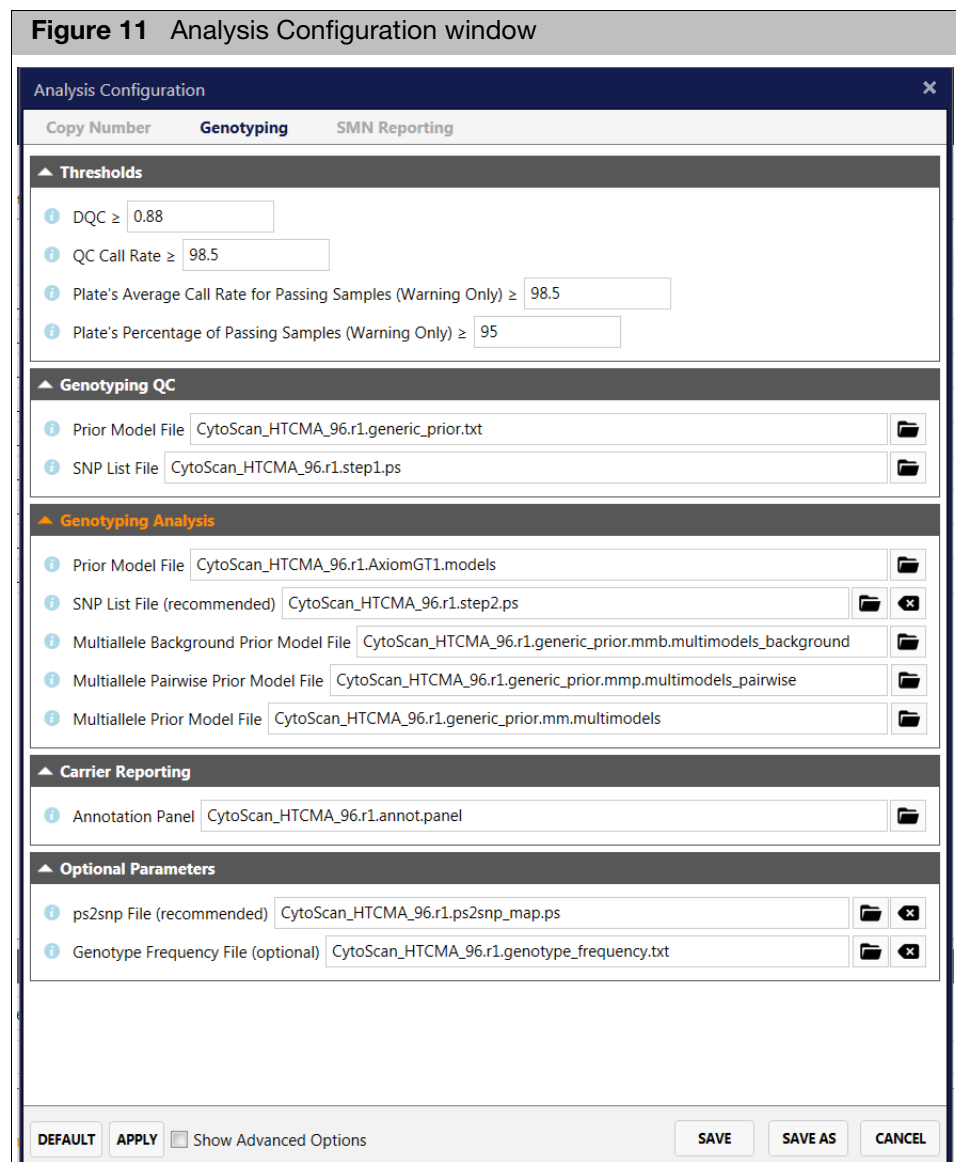 Figure 11 Analysis Configuration window
Analysis Configuration
Copy Number Genotyping SMN Reporting
Thresholds
DQC ≥ 0.88
QC Call Rate ≥ 98.5
Plate's Average Call Rate for Passing Samples (Warning Only) ≥ 98.5
Plate's Percentage of Passing Samples (Warning Only) ≥ 95
Genotyping QC
Prior Model File CytoScan_HTCMA_96.r1.generic_prior.txt
SNP List File CytoScan_HTCMA_96.r1.step1.ps
Genotyping Analysis
Prior Model File CytoScan_HTCMA_96.r1.AxiomGT1.models
SNP List File (recommended) CytoScan_HTCMA_96.r1.step2.ps
Multiallele Background Prior Model File CytoScan_HTCMA_96.r1.generic_prior.mmb.multimodels_background
Multiallele Pairwise Prior Model File CytoScan_HTCMA_96.r1.generic_prior.mmp.multimodels_pairwise
Multiallele Prior Model File CytoScan_HTCMA_96.r1.generic_prior.mm.multimodels
Carrier Reporting
Annotation Panel CytoScan_HTCMA_96.r1.annot.panel
Optional Parameters
ps2snp File (recommended) CytoScan_HTCMA_96.r1.ps2snp_map.ps
Genotype Frequency File (optional) CytoScan_HTCMA_96.r1.genotype_frequency.txt
DEFAULT APPLY Show Advanced Options SAVE SAVE AS CANCEL